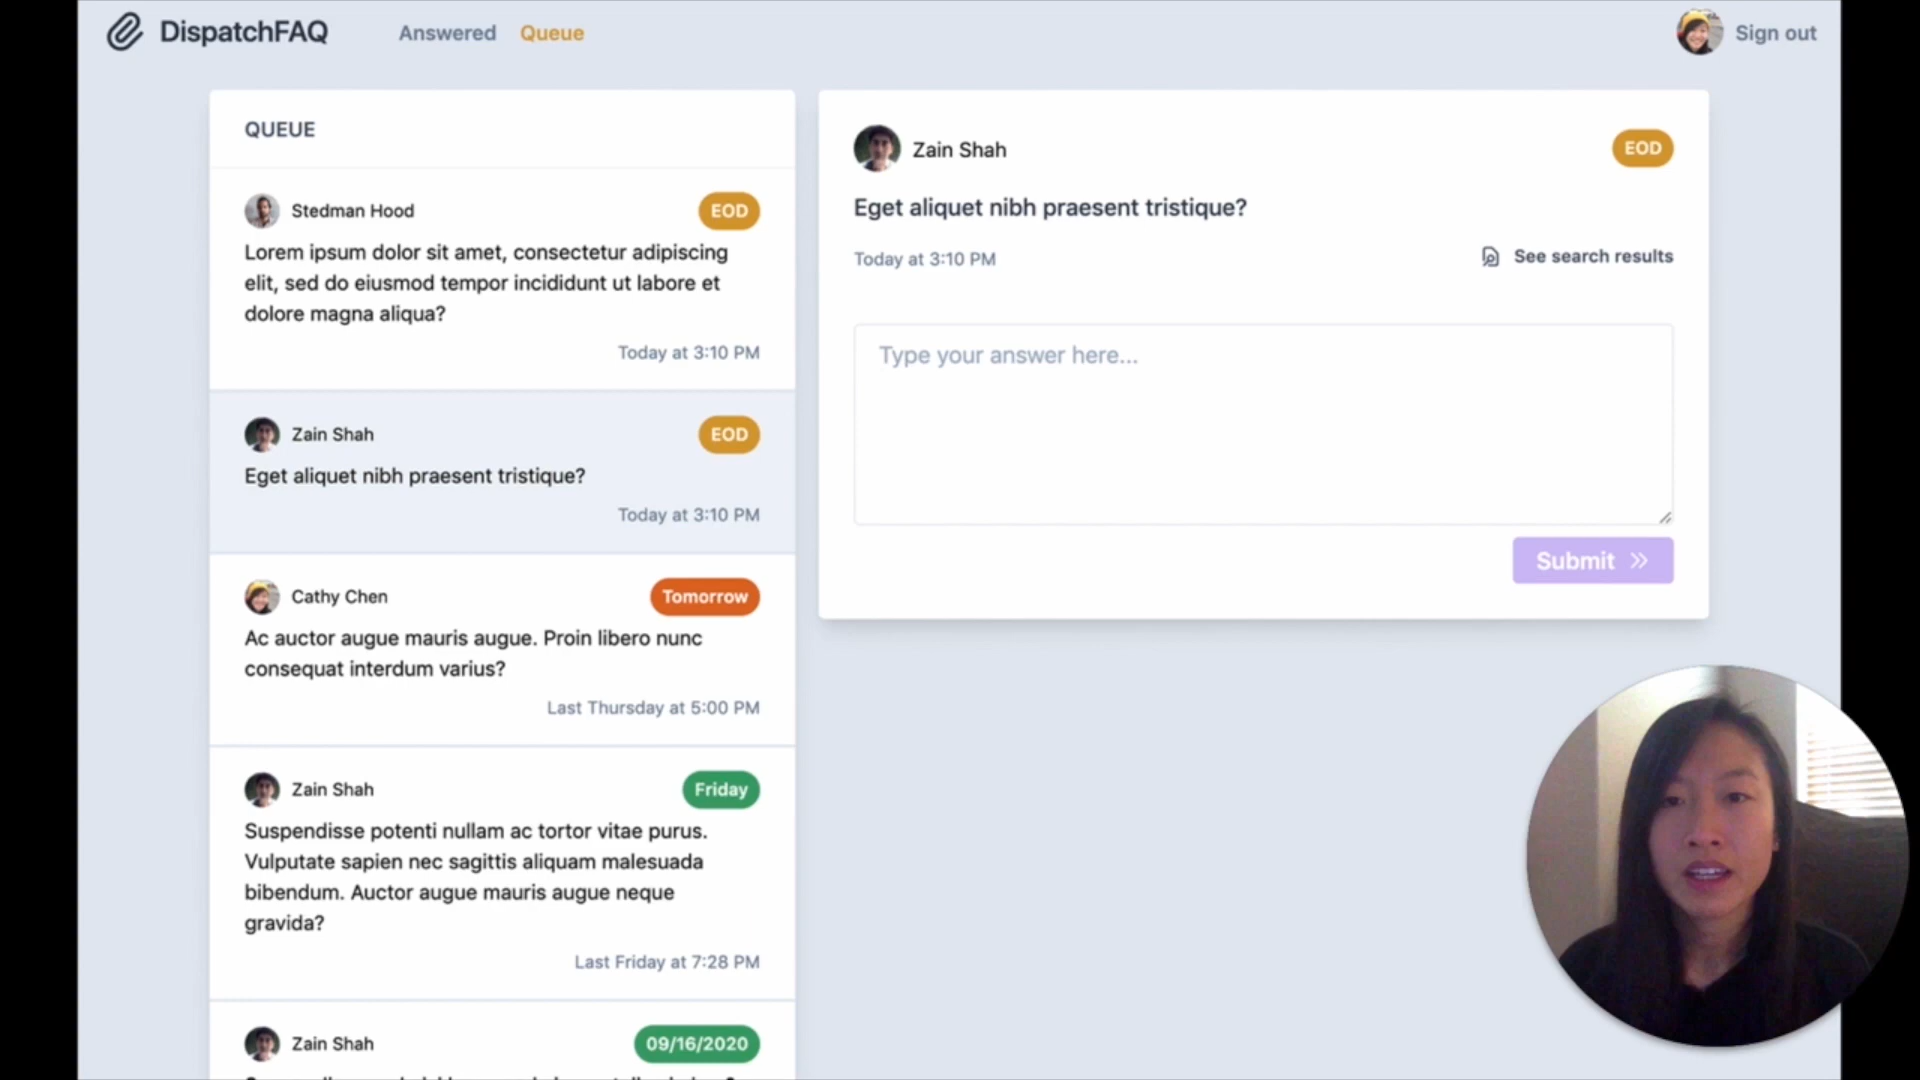 DispatchFAQ
Answered
Queue
Sign out
QUEUE
Stedman Hood
EOD
Lorem ipsum dolor sit amet, consectetur adipiscing
elit, sed do eiusmod tempor incididunt ut labore et
dolore magna aliqua?
Today at 3:10 PM
Zain Shah
EOD
Eget aliquet nibh praesent tristique?
Today at 3:10 PM
Cathy Chen
Tomorrow
Ac auctor augue mauris augue. Proin libero nunc
consequat interdum varius?
Last Thursday at 5:00 PM
Zain Shah
Friday
Suspendisse potenti nullam ac tortor vitae purus.
Vulputate sapien nec sagittis aliquam malesuada
bibendum. Auctor augue mauris augue neque
gravida?
Last Friday at 7:28 PM
Zain Shah
09/16/2020
Zain Shah
EOD
Eget aliquet nibh praesent tristique?
Today at 3:10 PM
See search results
Type your answer here...
Submit